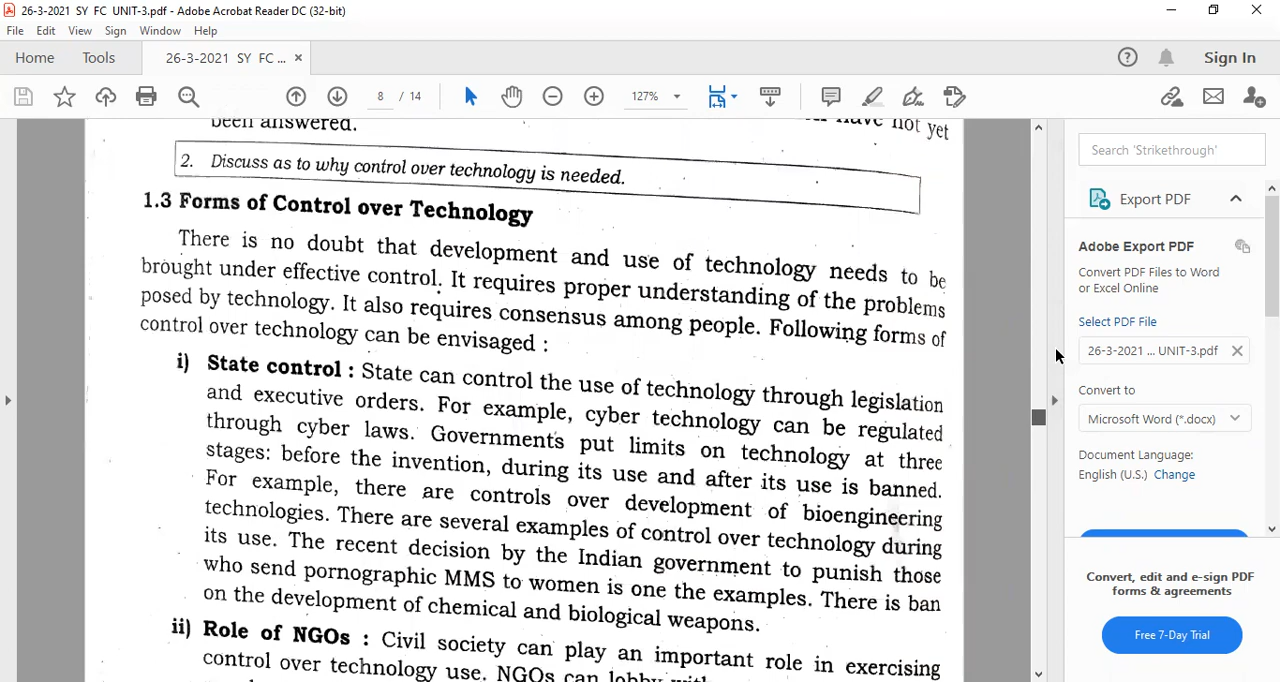 26-3-2021 SY FC UNIT-3.pdf - Adobe Acrobat Reader DC (32-bit)
File Edit View Sign Window Help
Home Tools 26-3-2021 SY FC ... × Sign In
8 / 14 127%
been answered. have not yet
2. Discuss as to why control over technology is needed.
1.3 Forms of Control over Technology
There is no doubt that development and use of technology needs to be
brought under effective control. It requires proper understanding of the problems
posed by technology. It also requires consensus among people. Following forms of
control over technology can be envisaged :
i) State control : State can control the use of technology through legislation
and executive orders. For example, cyber technology can be regulated
through cyber laws. Governments put limits on technology at three
stages: before the invention, during its use and after its use is banned.
For example, there are controls over development of bioengineering
technologies. There are several examples of control over technology during
its use. The recent decision by the Indian government to punish those
who send pornographic MMS to women is one the examples. There is ban
on the development of chemical and biological weapons.
ii) Role of NGOs : Civil society can play an important role in exercising
control over technology use. NGOs can lobby
Search 'Strikethrough'
Export PDF
Adobe Export PDF
Convert PDF Files to Word
or Excel Online
Select PDF File
26-3-2021 ... UNIT-3.pdf ×
Convert to
Microsoft Word (*.docx)
Document Language:
English (U.S.) Change
Convert, edit and e-sign PDF
forms & agreements
Free 7-Day Trial